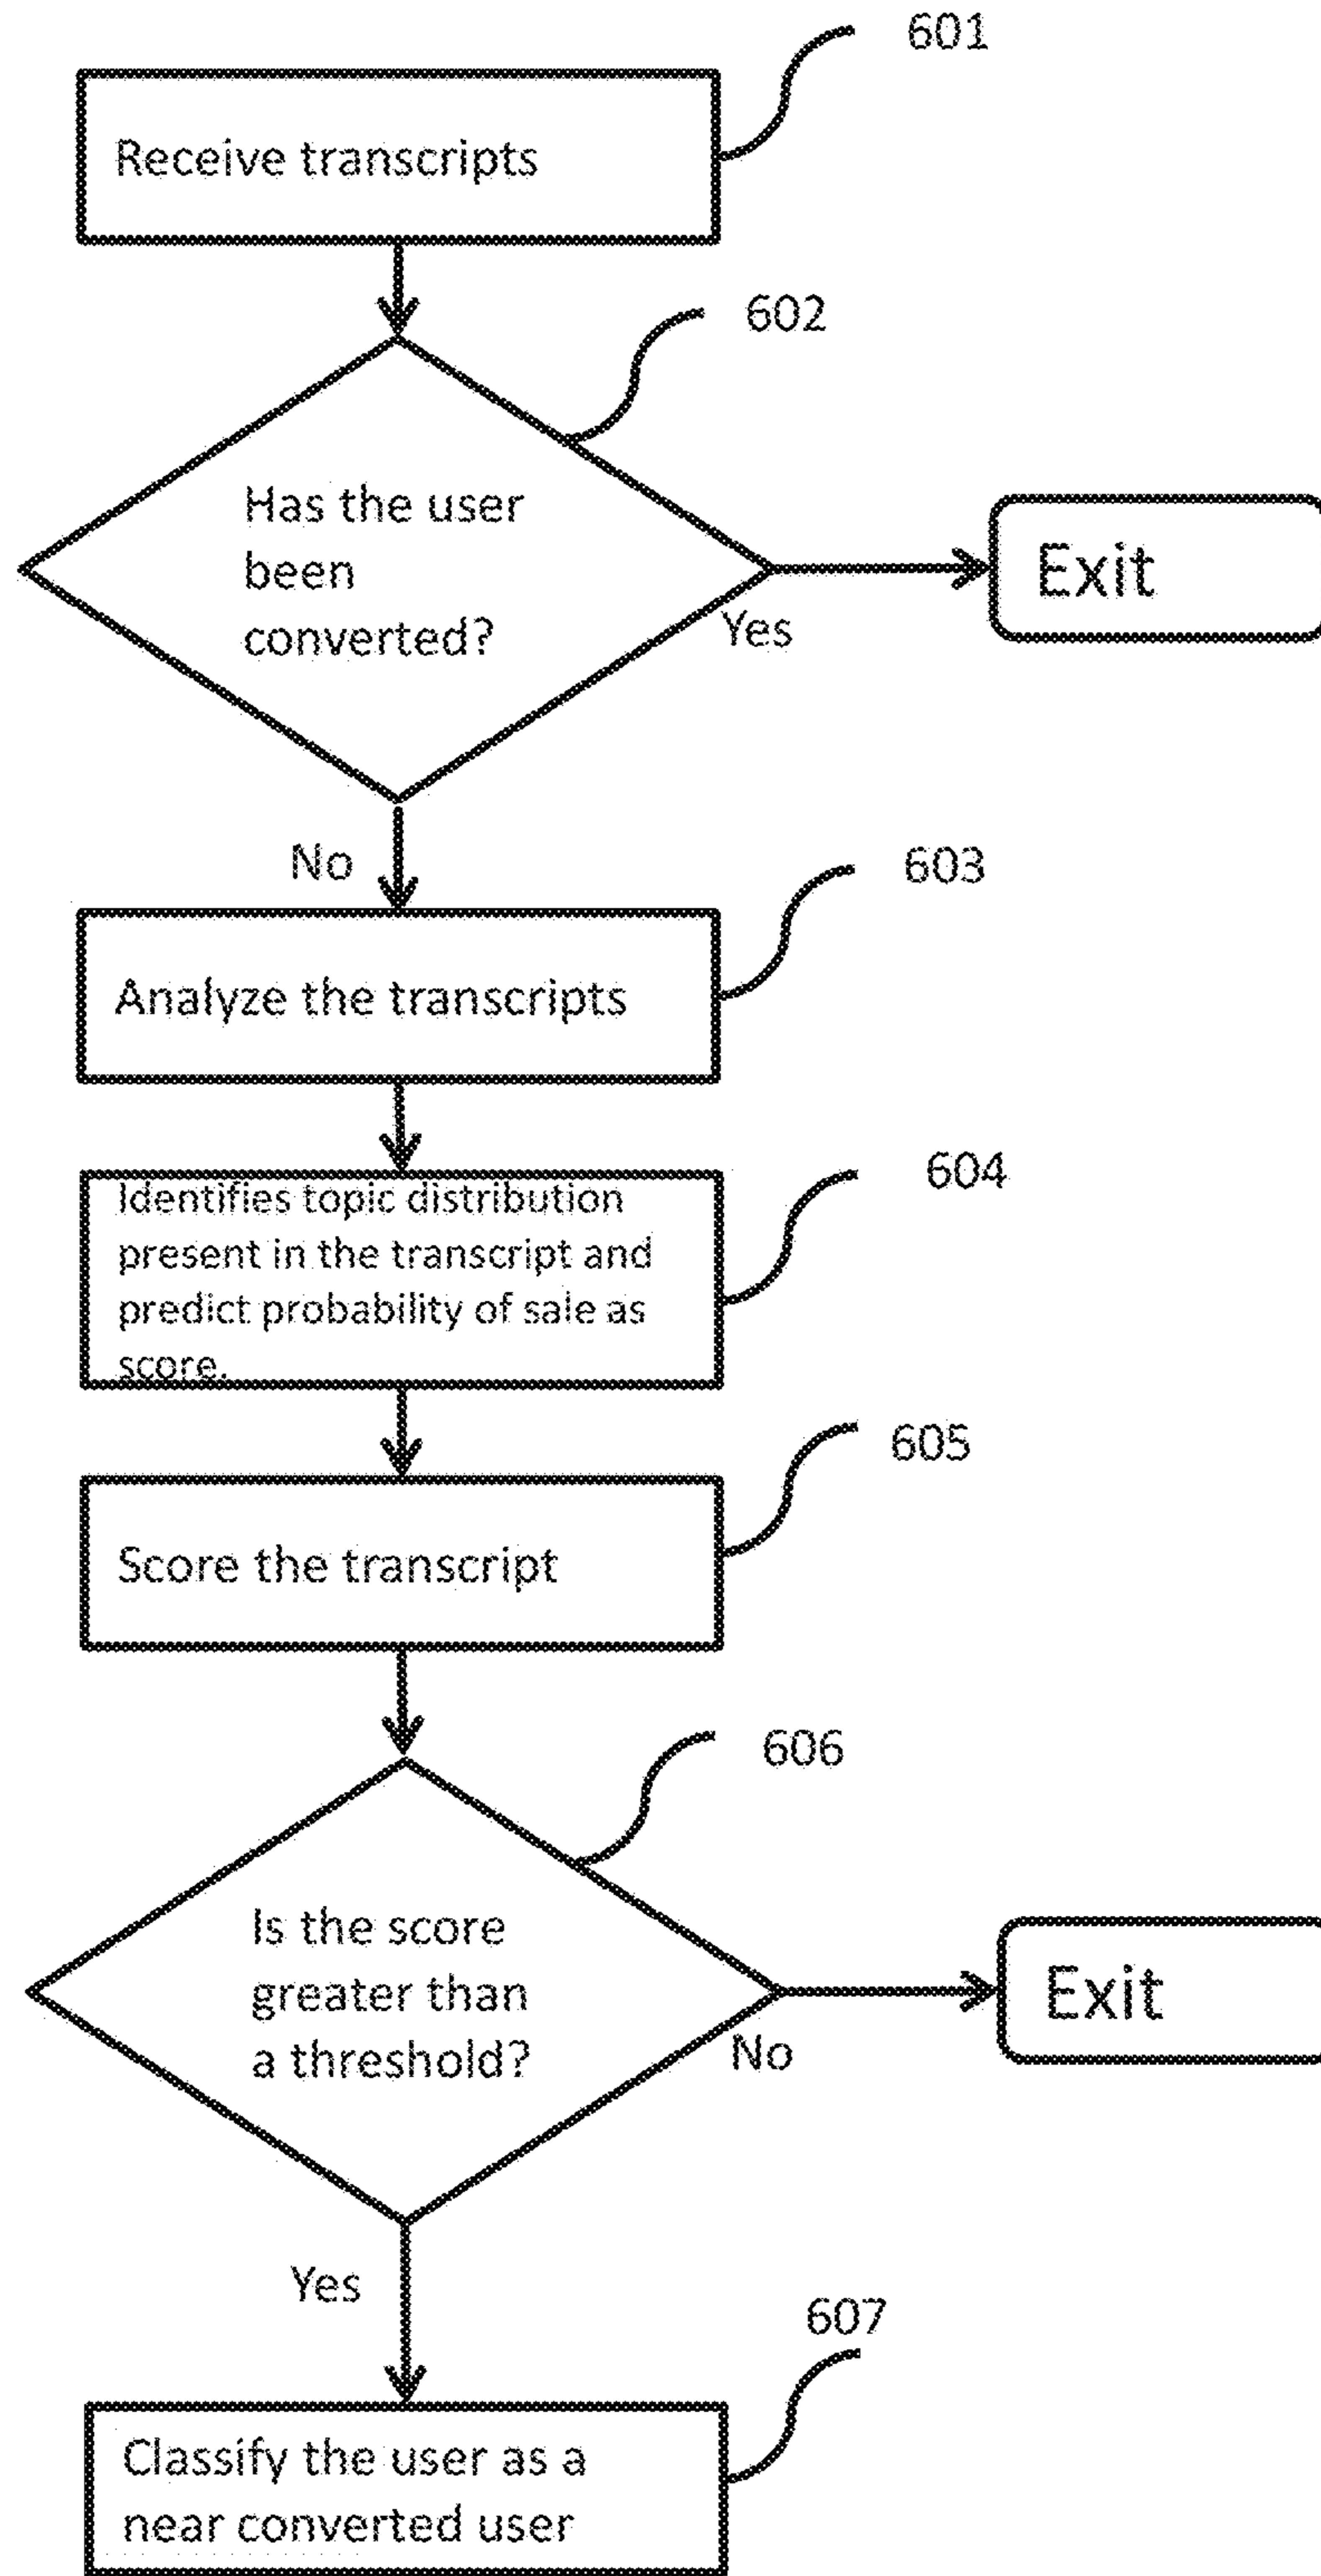 601
Receive transcripts
602
Has the user
been
converted?
Exit
Yes
No
603
Analyze the transcripts
604
Identifies topic distribution
present in the transcript and
predict probability of sale as
score.
605
Score the transcript
606
Is the score
greater than
a threshold?
Exit
No
Yes
607
Classify the user as a
near converted user